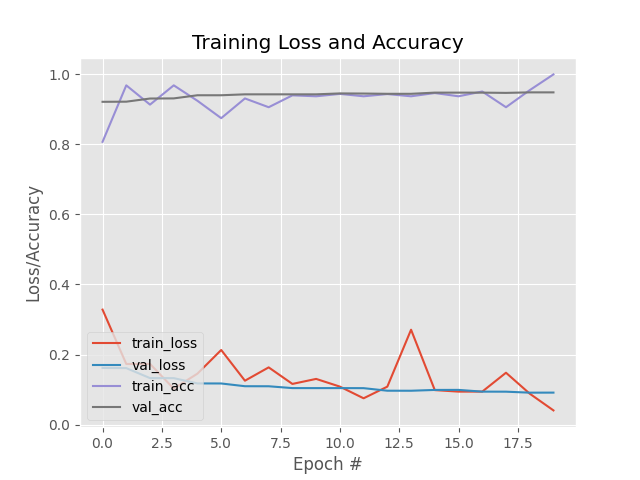 Training Loss and Accuracy
Loss/Accuracy
1.0
0.8
0.6
0.4
0.2
0.0
train_loss
val_loss
train_acc
val_acc
0.0 2.5 5.0 7.5 10.0 12.5 15.0 17.5
Epoch #